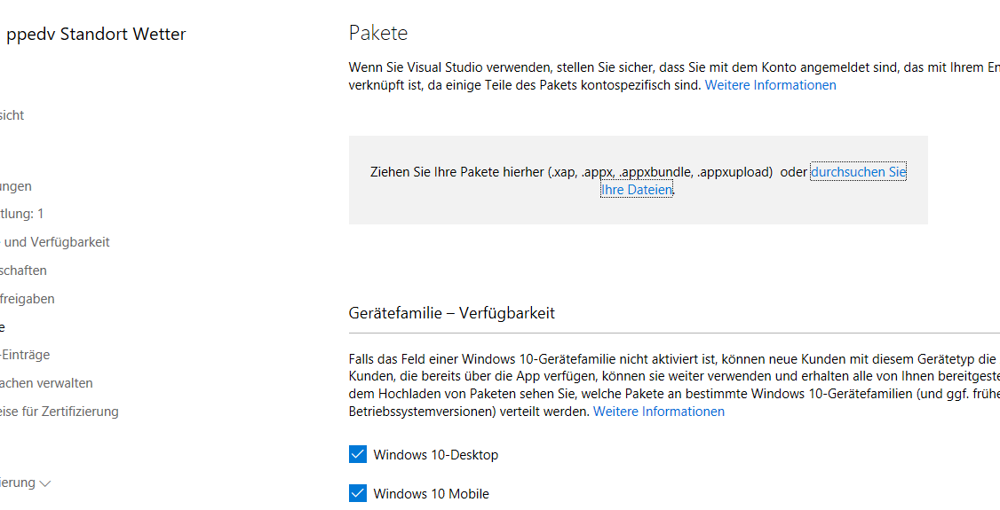 ppedv Standort Wetter
sicht
ungen
tlung: 1
und Verfügbarkeit
schaften
freigaben
e
-Einträge
achen verwalten
eise für Zertifizierung
ierung
Pakete
Wenn Sie Visual Studio verwenden, stellen Sie sicher, dass Sie mit dem Konto angemeldet sind, das mit Ihrem En
verknüpft ist, da einige Teile des Pakets kontospezifisch sind. Weitere Informationen
Ziehen Sie Ihre Pakete hierher (.xap, .appx, .appxbundle, .appxupload) oder durchsuchen Sie
Ihre Dateien.
Gerätefamilie – Verfügbarkeit
Falls das Feld einer Windows 10-Gerätefamilie nicht aktiviert ist, können neue Kunden mit diesem Gerätetyp die
Kunden, die bereits über die App verfügen, können sie weiter verwenden und erhalten alle von Ihnen bereitgeste
dem Hochladen von Paketen sehen Sie, welche Pakete an bestimmte Windows 10-Gerätefamilien (und ggf. frühe
Betriebssystemversionen) verteilt werden. Weitere Informationen
Windows 10-Desktop
Windows 10 Mobile